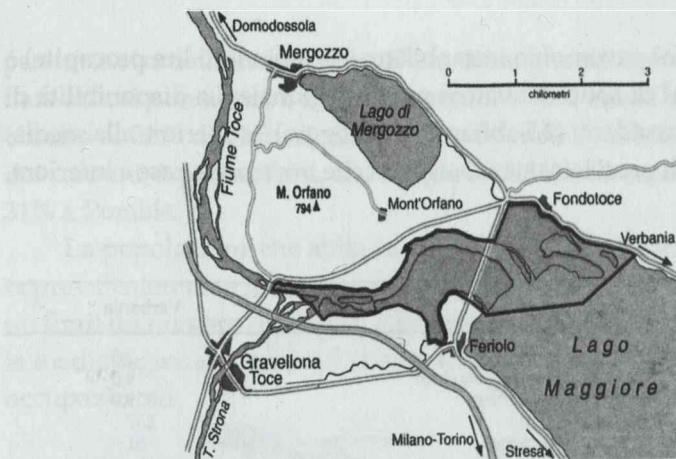 Domodossola
Mergozzo
0 1 2 3
chilometri
Lago di
Mergozzo
Fiume Toce
M. Orfano
794
Mont'Orfano
Fondotoce
Verbania
Feriolo
Gravellona
Toce
Lago
Maggiore
T. Strona
Milano-Torino
Stresa